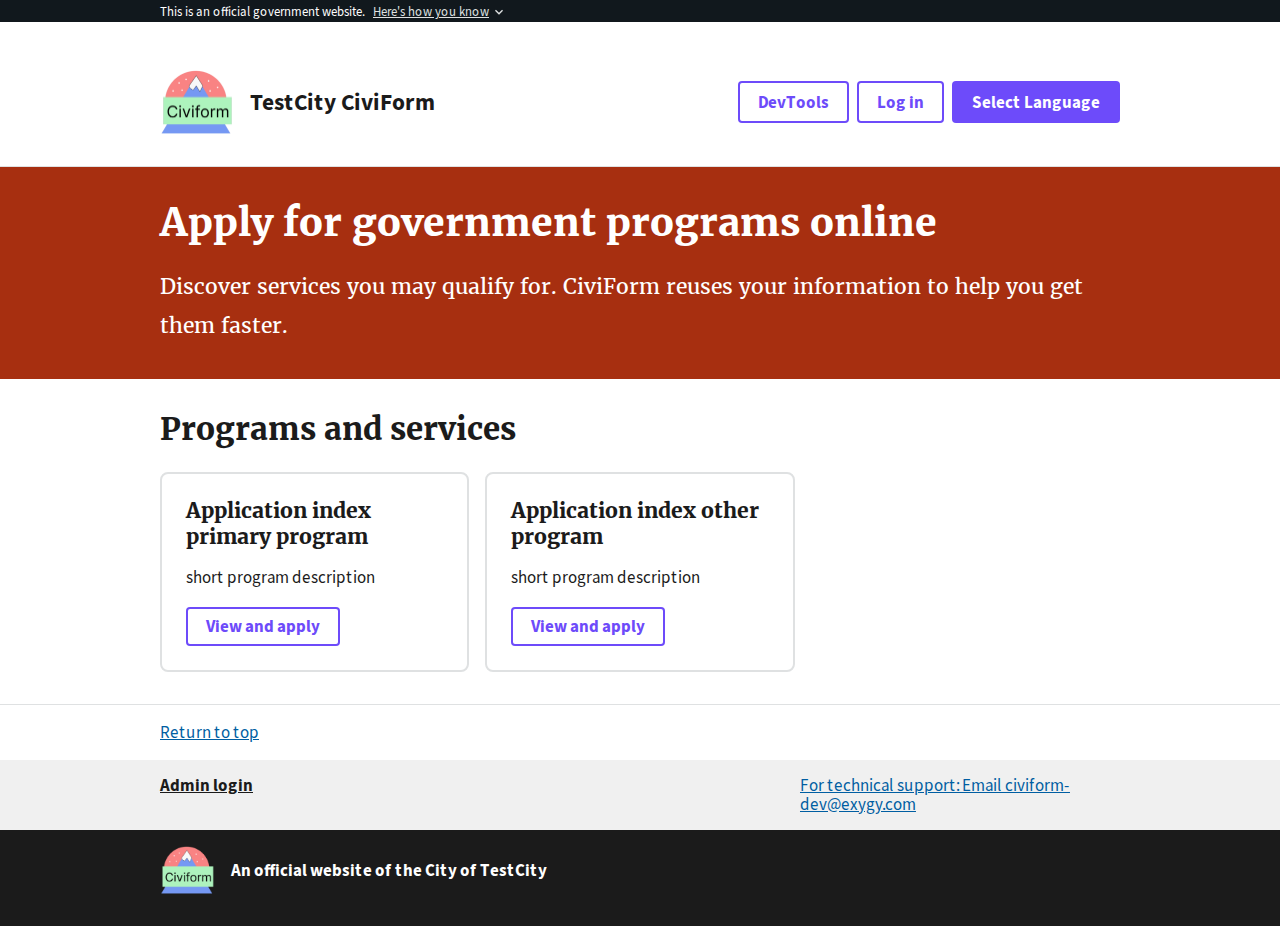 This is an official government website. Here's how you know
Civiform
TestCity CiviForm
DevTools
Log in
Select Language
Apply for government programs online
Discover services you may qualify for. CiviForm reuses your information to help you get
them faster.
Programs and services
Application index
primary program
short program description
View and apply
Application index other
program
short program description
View and apply
Return to top
Admin login
For technical support: Email civiform-
dev@exygy.com
Civiform
An official website of the City of TestCity